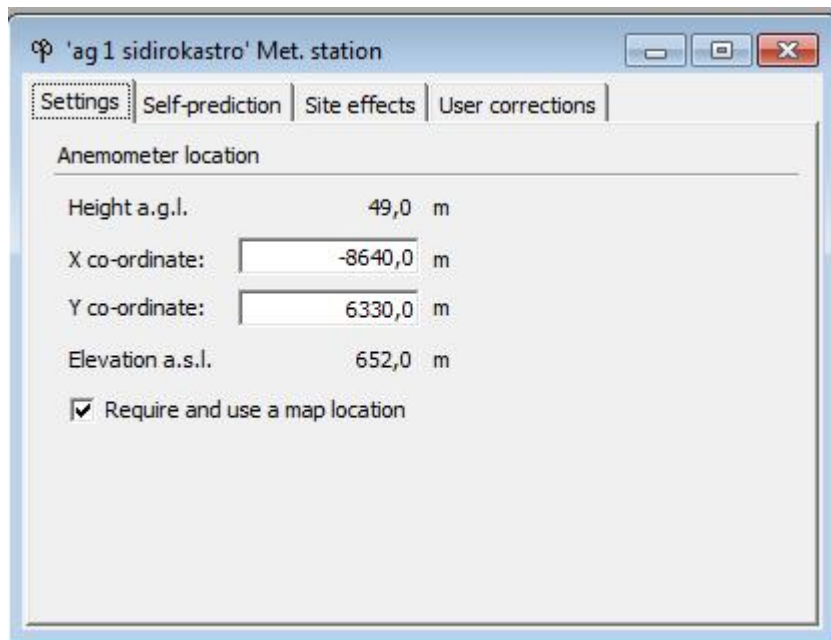 'ag 1 sidirokastro' Met. station
Settings Self-prediction Site effects User corrections
Anemometer location
Height a.g.l. 49,0 m
X co-ordinate: -8640,0 m
Y co-ordinate: 6330,0 m
Elevation a.s.l. 652,0 m
Require and use a map location